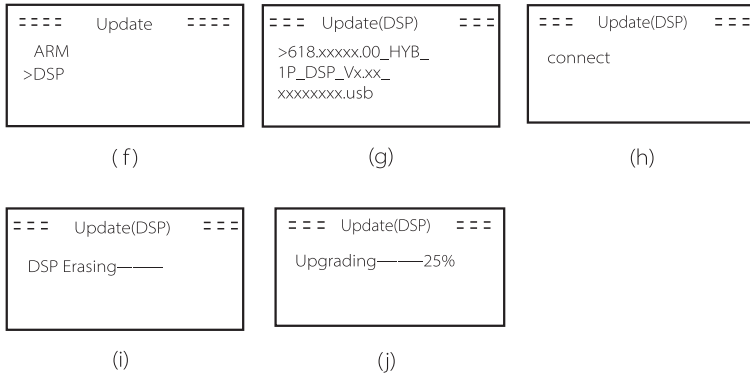 ==== Update ====
ARM
>DSP
(f)
=== Update(DSP) ===
>618.xxxxx.00_HYB_
1P_DSP_Vx.xx_
xxxxxxxx.usb
(g)
=== Update(DSP) ===
connect
(h)
=== Update(DSP) ===
DSP Erasing———
(i)
=== Update(DSP) ===
Upgrading———25%
(j)